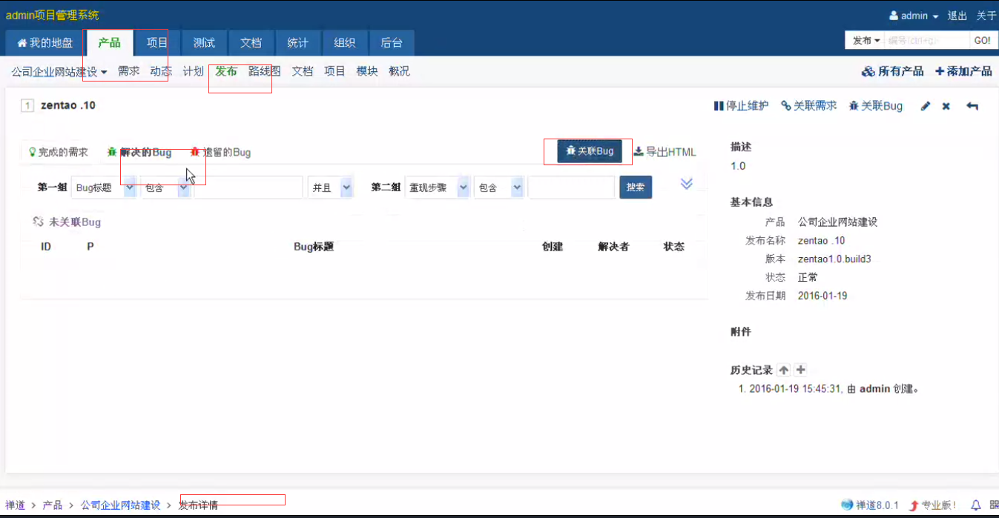 admin项目管理系统
admin 退出 关于
我的地盘 产品 项目 测试 文档 统计 组织 后台
发布 编号(ctrl+g) GO!
公司企业网站建设 需求 动态 计划 发布 路线图 文档 项目 模块 概况
所有产品 添加产品
1 zentao .10
停止维护 关联需求 关联Bug
完成的需求 解决的Bug 遗留的Bug
关联Bug 导出HTML
第一组 Bug标题 包含 并且 第二组 重现步骤 包含 搜索
未关联Bug
ID P Bug标题 创建 解决者 状态
描述
1.0
基本信息
产品 公司企业网站建设
发布名称 zentao .10
版本 zentao1.0.build3
状态 正常
发布日期 2016-01-19
附件
历史记录
1. 2016-01-19 15:45:31, 由 admin 创建。
禅道 > 产品 > 公司企业网站建设 > 发布详情
禅道8.0.1 专业版!